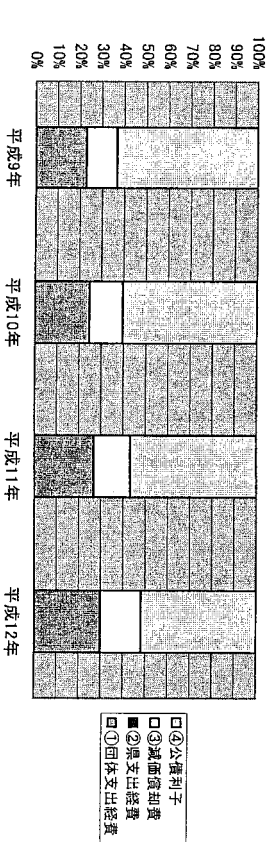 100%
90%
80%
70%
60%
50%
40%
30%
20%
10%
0%
平成9年
平成10年
平成11年
平成12年
□④公債利子
□③減価償却費
■②県支出経費
■①団体支出経費